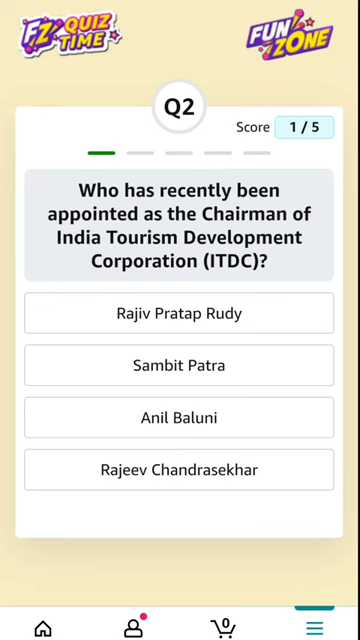 FZ QUIZ
TIME
FUN
ZONE
Q2
Score 1 / 5
Who has recently been
appointed as the Chairman of
India Tourism Development
Corporation (ITDC)?
Rajiv Pratap Rudy
Sambit Patra
Anil Baluni
Rajeev Chandrasekhar
0